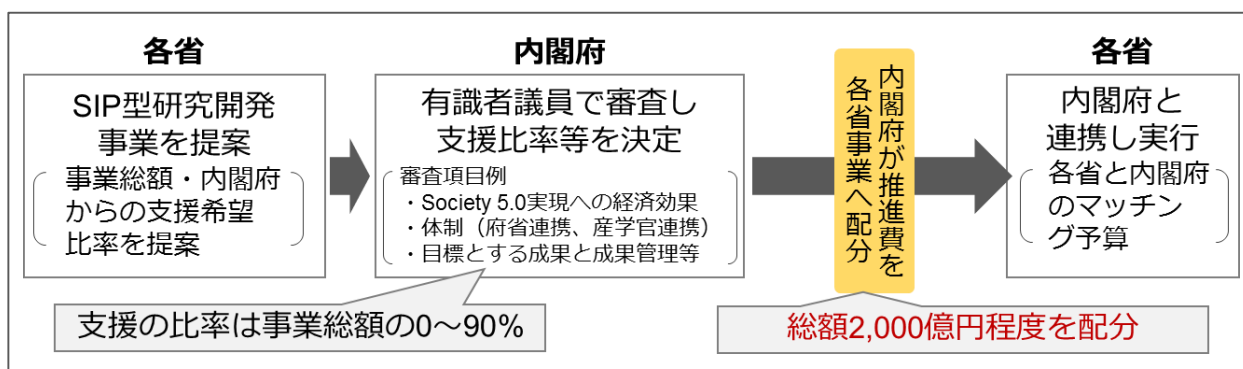 各省
SIP型研究開発
事業を提案
事業総額・内閣府
からの支援希望
比率を提案
内閣府
有識者議員で審査し
支援比率等を決定
審査項目例
・Society 5.0実現への経済効果
・体制（府省連携、産学官連携）
・目標とする成果と成果管理等
支援の比率は事業総額の0～90%
内閣府が推進費を
各省事業へ配分
総額2,000億円程度を配分
各省
内閣府と
連携し実行
各省と内閣府
のマッチン
グ予算